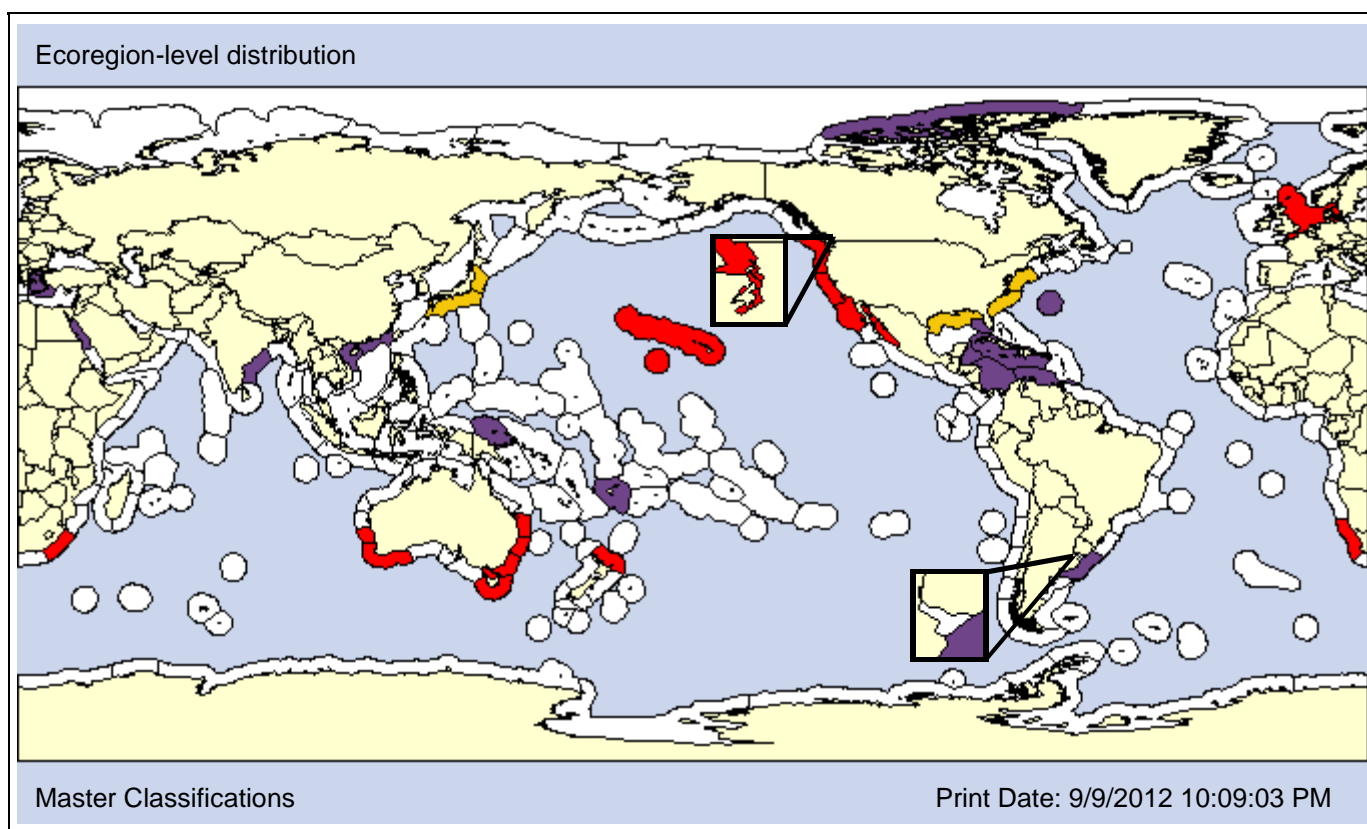 Ecoregion-level distribution
Master Classifications
Print Date: 9/9/2012 10:09:03 PM